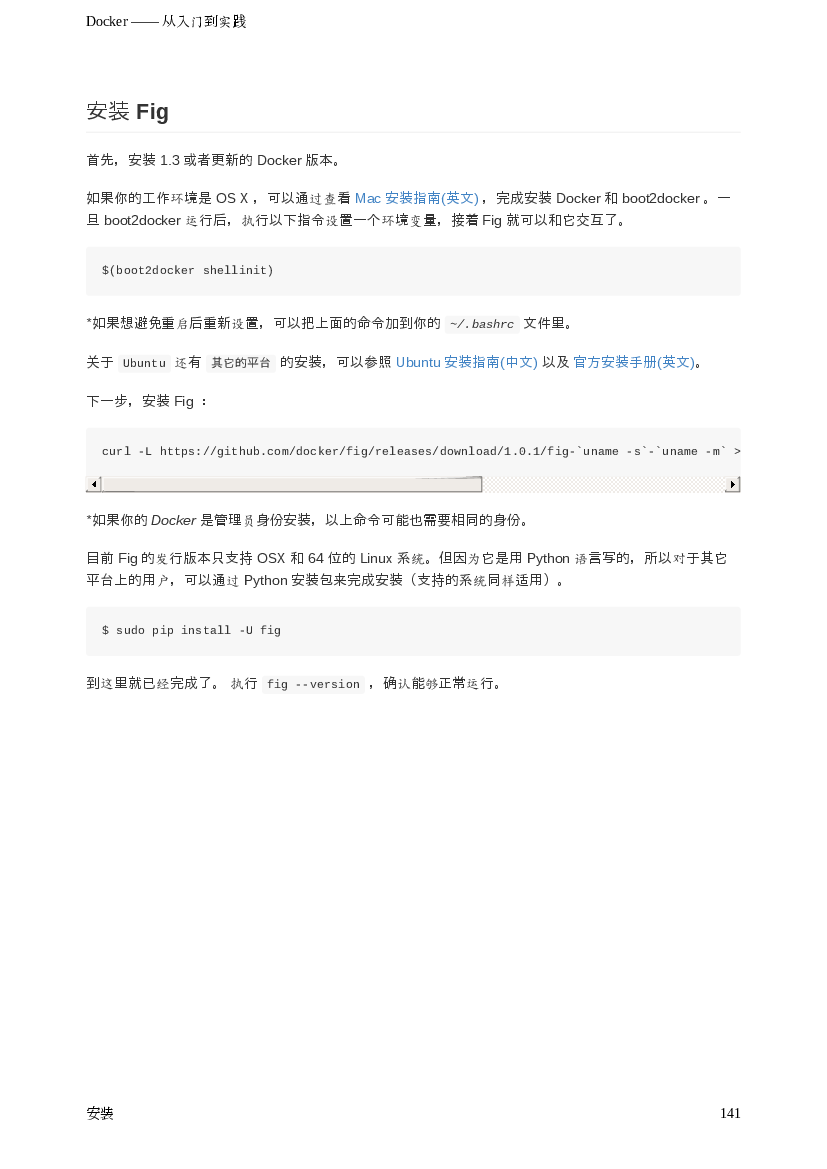 Docker —— 从入门到实践
安装 Fig
首先，安装 1.3 或者更新的 Docker 版本。
如果你的工作环境是 OS X ，可以通过查看 Mac 安装指南(英文) ，完成安装 Docker 和 boot2docker 。一
旦 boot2docker 运行后，执行以下指令设置一个环境变量，接着 Fig 就可以和它交互了。
$(boot2docker shellinit)
*如果想避免重启后重新设置，可以把上面的命令加到你的 ~/.bashrc 文件里。
关于 Ubuntu 还有 其它的平台 的安装，可以参照 Ubuntu 安装指南(中文) 以及 官方安装手册(英文)。
下一步，安装 Fig ：
curl -L https://github.com/docker/fig/releases/download/1.0.1/fig-`uname -s`-`uname -m` >
*如果你的 Docker 是管理员身份安装，以上命令可能也需要相同的身份。
目前 Fig 的发行版本只支持 OSX 和 64 位的 Linux 系统。但因为它是用 Python 语言写的，所以对于其它
平台上的用户，可以通过 Python 安装包来完成安装（支持的系统同样适用）。
$ sudo pip install -U fig
到这里就已经完成了。 执行 fig --version ，确认能够正常运行。
安装
141